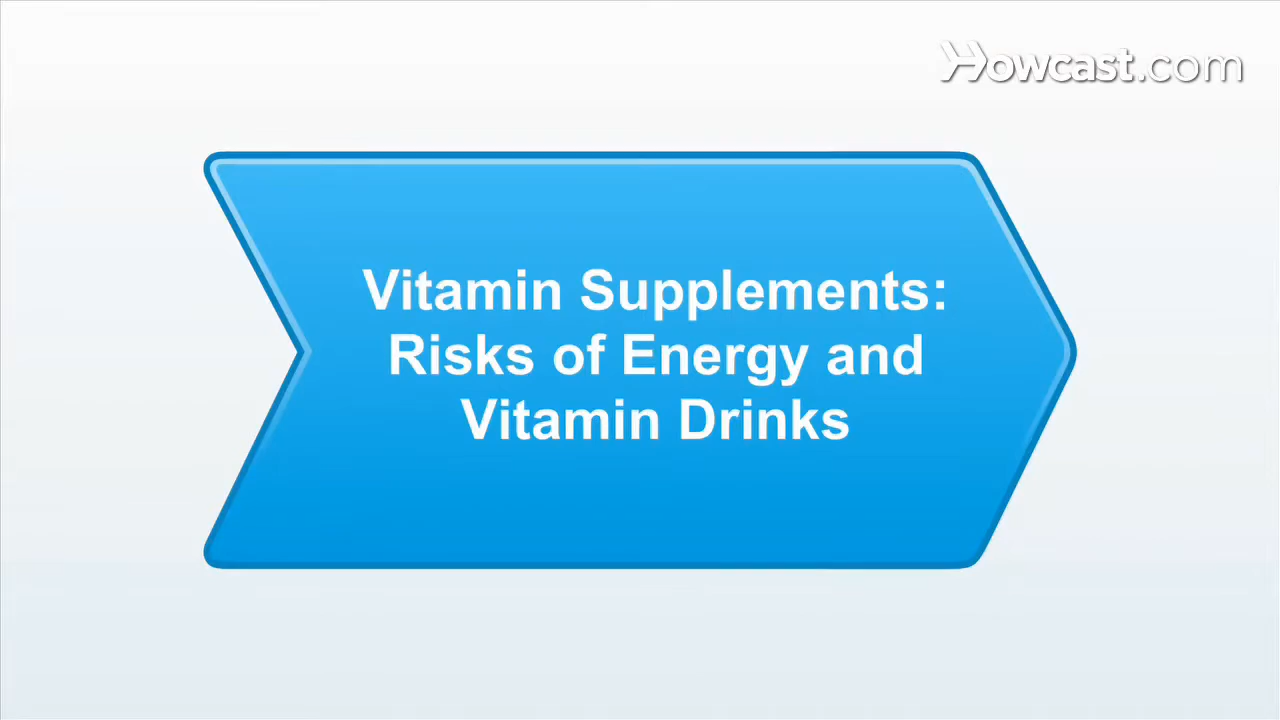 Howcast.com
Vitamin Supplements:
Risks of Energy and
Vitamin Drinks